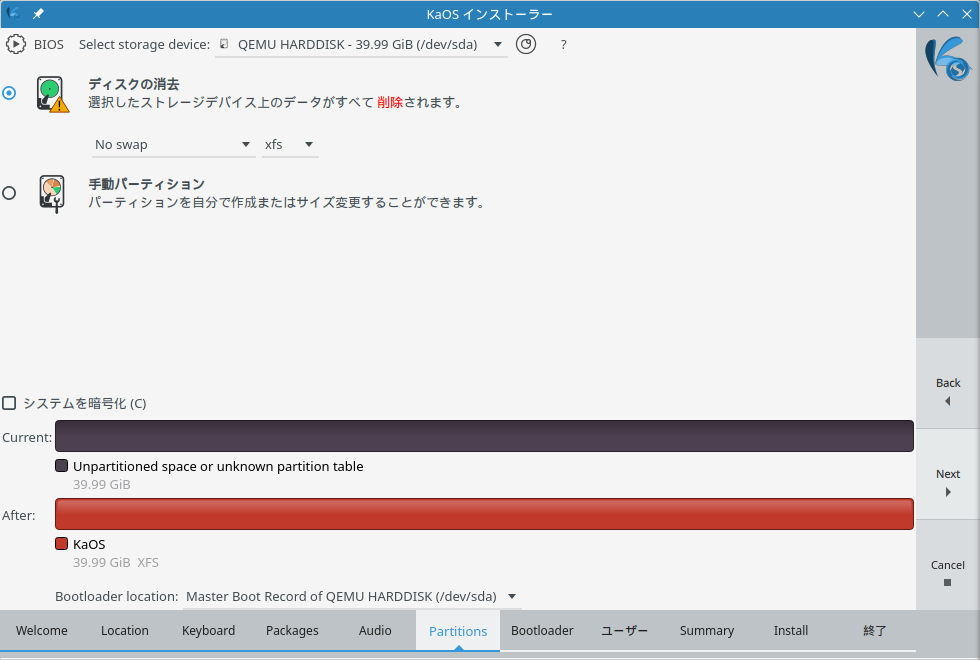 KaOS インストーラー
BIOS Select storage device: QEMU HARDDISK - 39.99 GiB (/dev/sda) ?
ディスクの消去
選択したストレージデバイス上のデータがすべて 削除されます。
No swap xfs
手動パーティション
パーティションを自分で作成またはサイズ変更することができます。
Back
システムを暗号化 (C)
Current:
Unpartitioned space or unknown partition table
39.99 GiB
Next
After:
KaOS
39.99 GiB XFS
Cancel
Bootloader location: Master Boot Record of QEMU HARDDISK (/dev/sda)
Welcome Location Keyboard Packages Audio Partitions Bootloader ユーザー Summary Install 終了